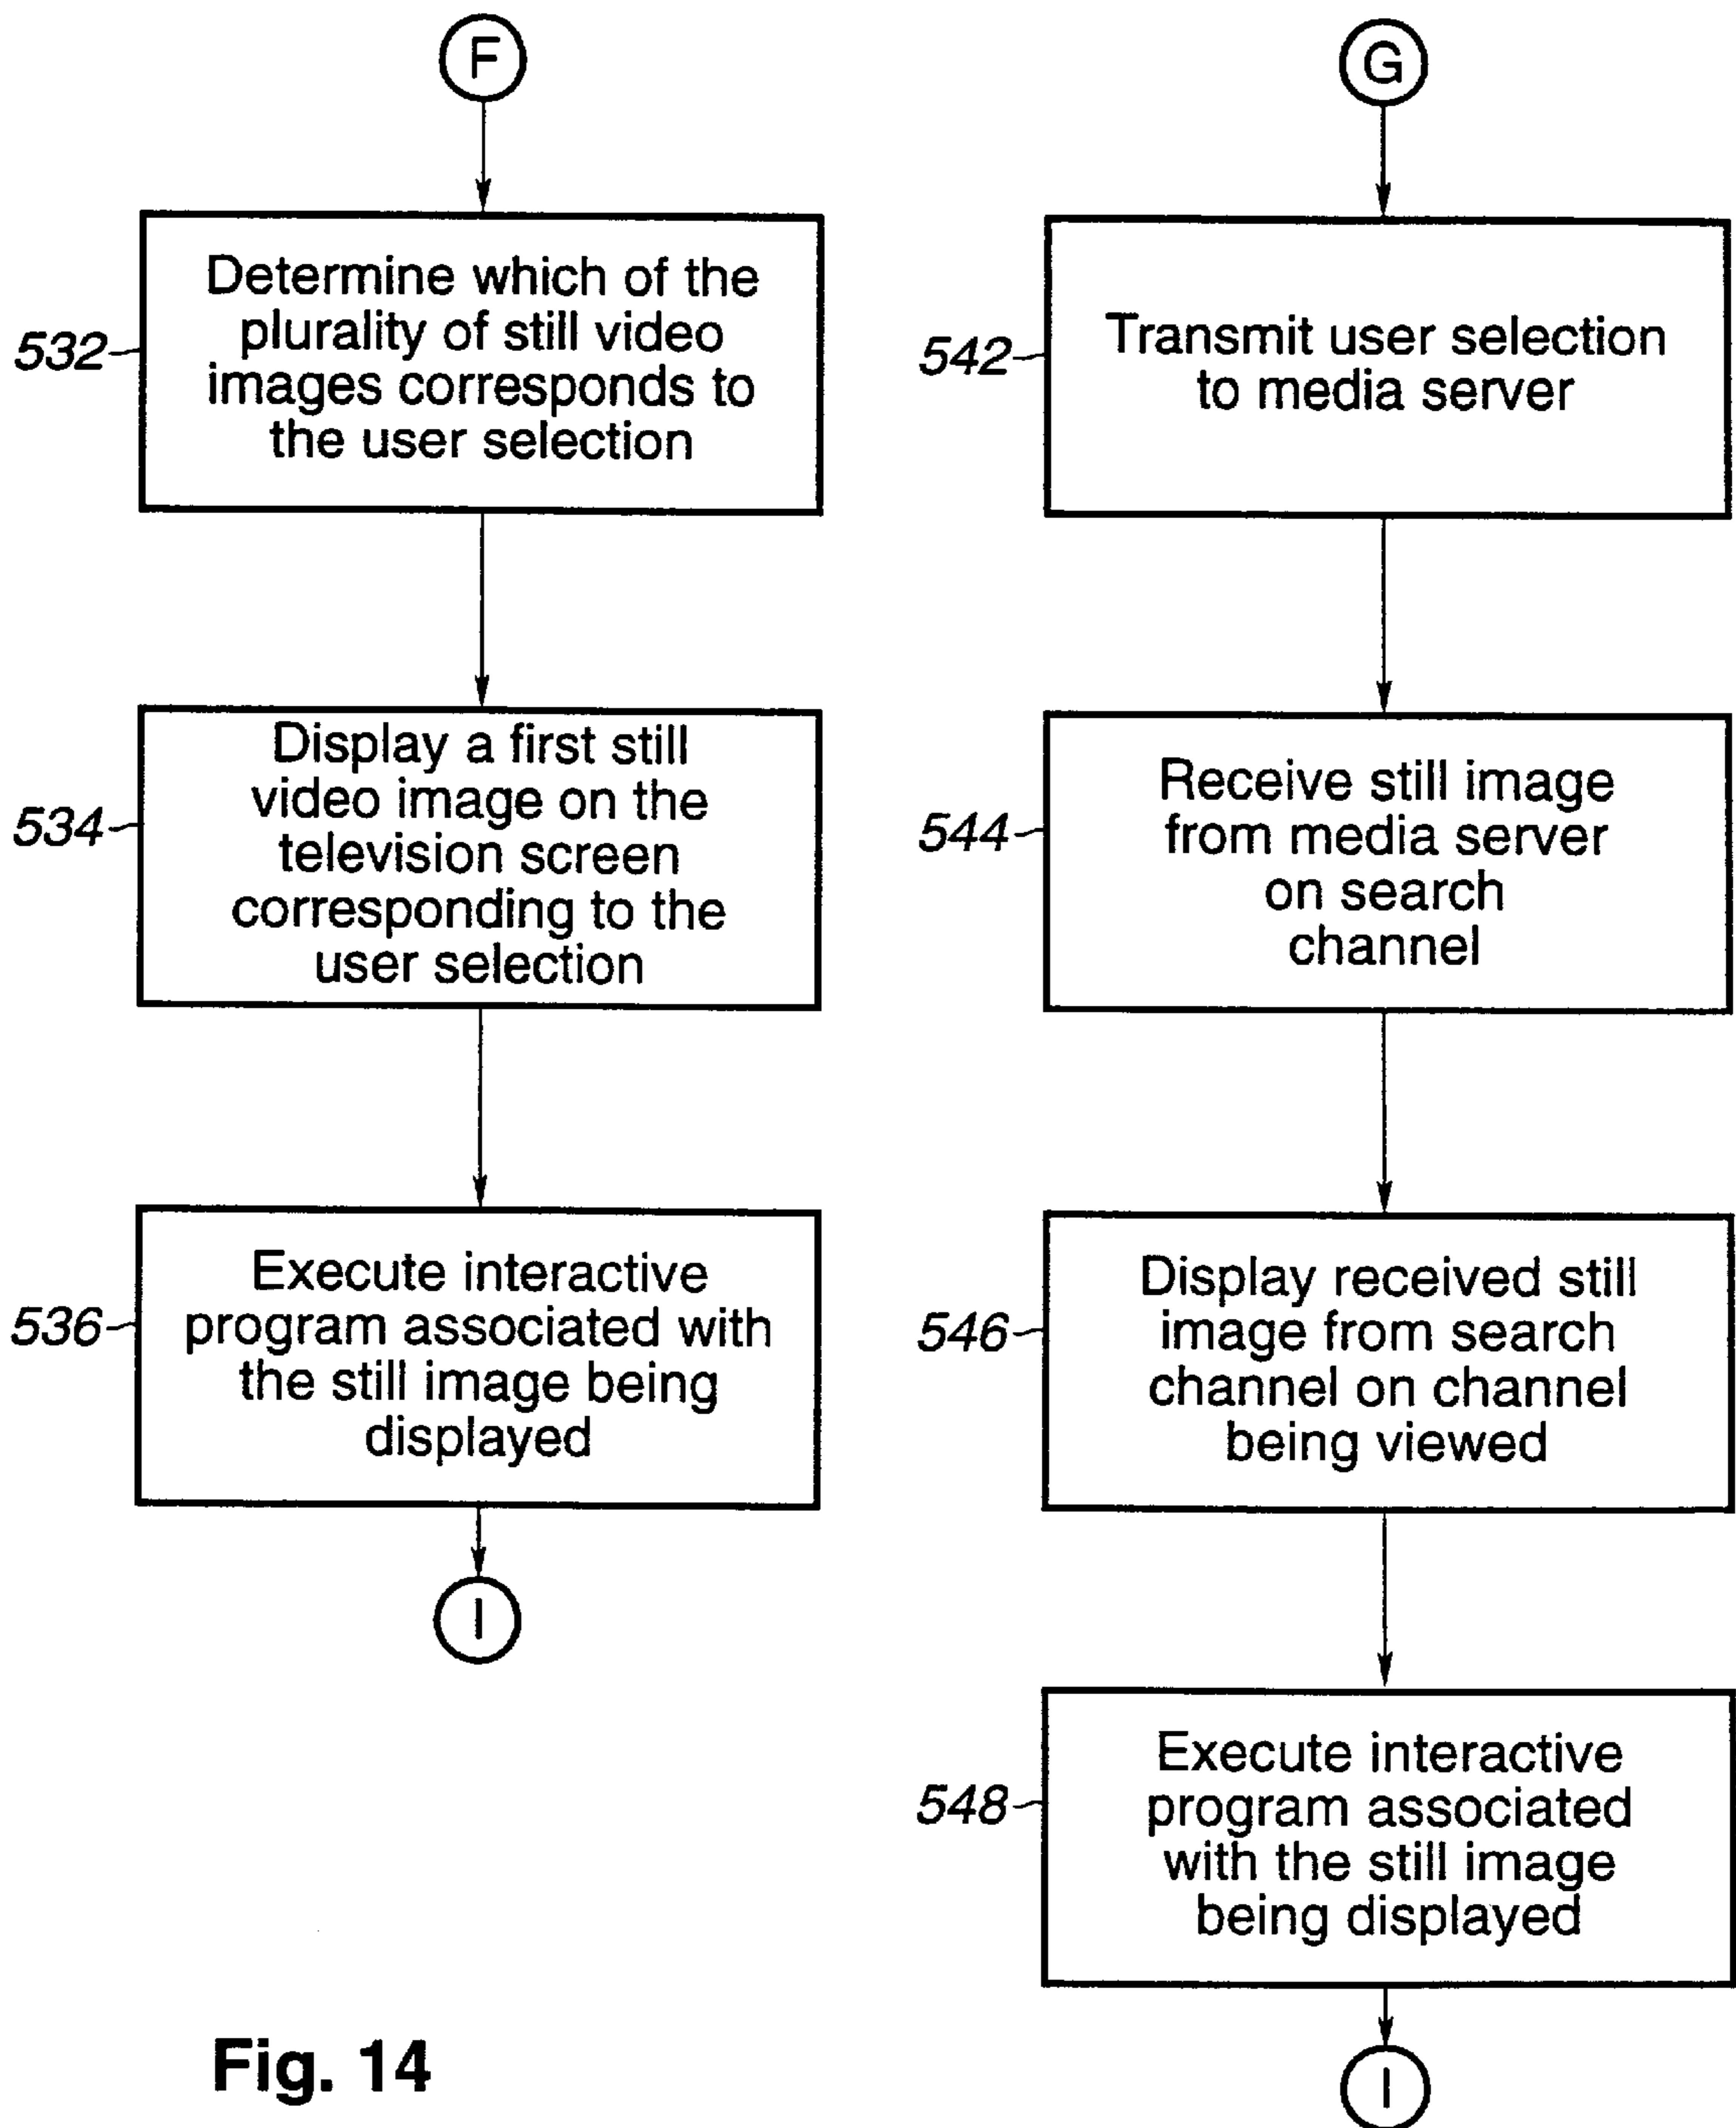 F
Determine which of the
plurality of still video
images corresponds to
the user selection
532
Display a first still
video image on the
television screen
corresponding to the
user selection
534
Execute interactive
program associated with
the still image being
displayed
536
I
G
Transmit user selection
to media server
542
Receive still image
from media server
on search
channel
544
Display received still
image from search
channel on channel
being viewed
546
Execute interactive
program associated
with the still image
being displayed
548
I
Fig. 14